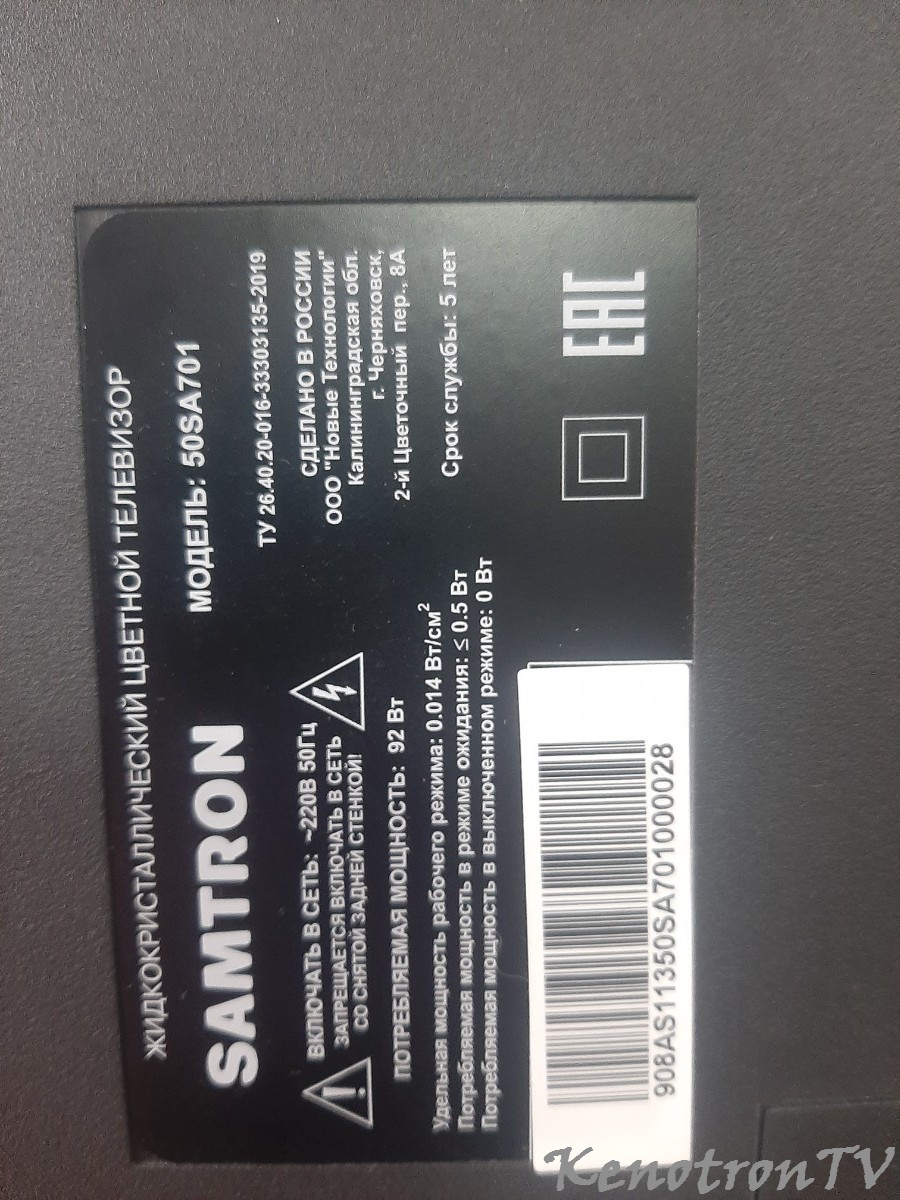 ЖИДКОКРИСТАЛЛИЧЕСКИЙ ЦВЕТНОЙ ТЕЛЕВИЗОР
SAMTRON
МОДЕЛЬ: 50SA701
ВКЛЮЧАТЬ В СЕТЬ: ~220В 50Гц
ЗАПРЕЩАЕТСЯ ВКЛЮЧАТЬ В СЕТЬ
СО СНЯТОЙ ЗАДНЕЙ СТЕНКОЙ!
ПОТРЕБЛЯЕМАЯ МОЩНОСТЬ: 92 Вт
Удельная мощность рабочего режима: 0.014 Вт/см²
Потребляемая мощность в режиме ожидания: ≤ 0.5 Вт
Потребляемая мощность в выключенном режиме: 0 Вт
ТУ 26.40.20-016-33303135-2019
СДЕЛАНО В РОССИИ
ООО "Новые Технологии"
Калининградская обл.
г. Черняховск,
2-й Цветочный пер., 8А
Срок службы: 5 лет
EAC
908AS11350SA70100028
KenotronTV